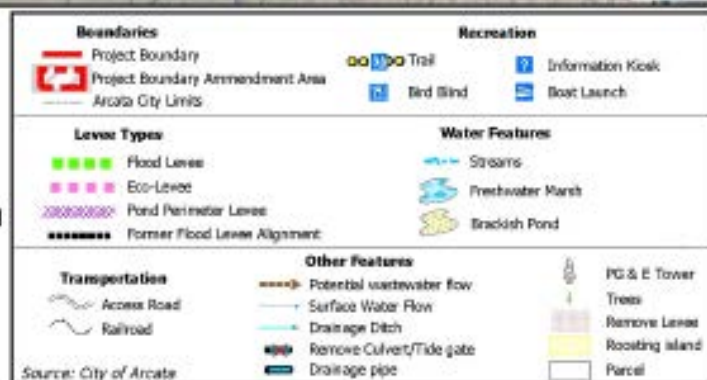 Boundaries
Project Boundary
Project Boundary Ammendment Area
Arcata City Limits
Recreation
Trail
Bird Blind
Information Kiosk
Boat Launch
Levee Types
Flood Levee
Eco-Levee
Pond Perimeter Levee
Former Flood Levee Alignment
Water Features
Streams
Freshwater Marsh
Brackish Pond
Transportation
Access Road
Railroad
Source: City of Arcata
Other Features
Potential wastewater flow
Surface Water Flow
Drainage Ditch
Remove Culvert/Tide gate
Drainage pipe
PG & E Tower
Trees
Remove Levee
Roosting island
Parcel